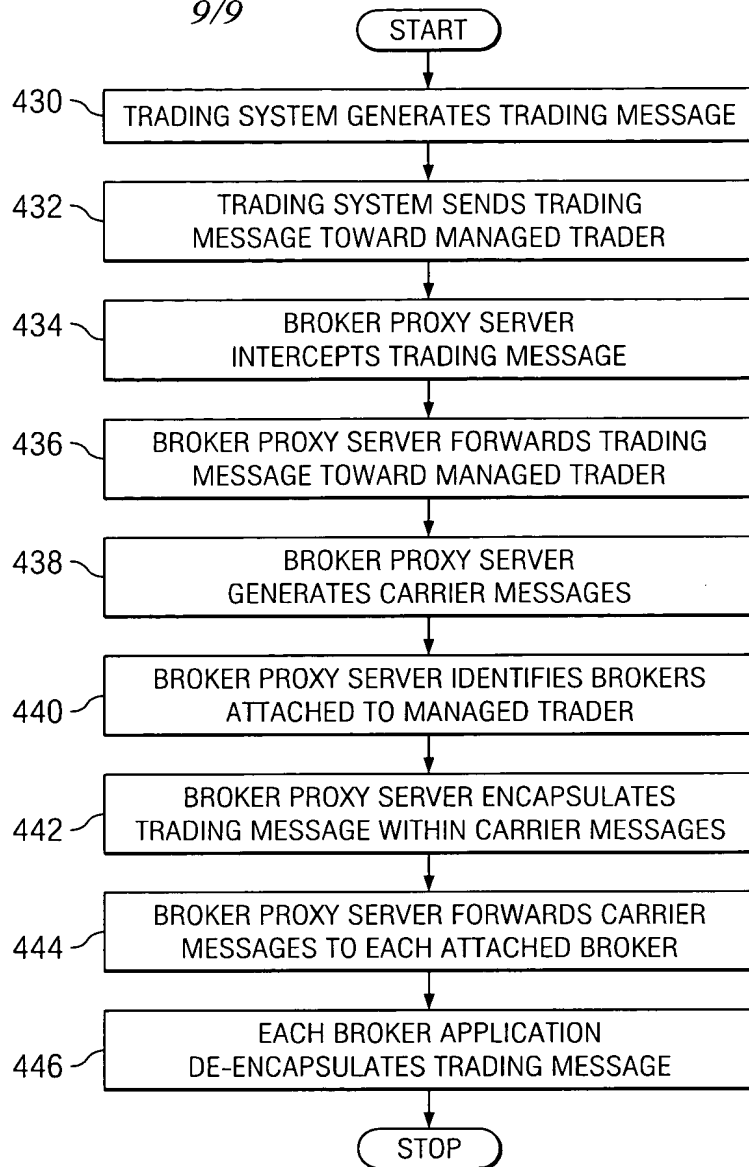 9/9
START
430
TRADING SYSTEM GENERATES TRADING MESSAGE
432
TRADING SYSTEM SENDS TRADING
MESSAGE TOWARD MANAGED TRADER
434
BROKER PROXY SERVER
INTERCEPTS TRADING MESSAGE
436
BROKER PROXY SERVER FORWARDS TRADING
MESSAGE TOWARD MANAGED TRADER
438
BROKER PROXY SERVER
GENERATES CARRIER MESSAGES
440
BROKER PROXY SERVER IDENTIFIES BROKERS
ATTACHED TO MANAGED TRADER
442
BROKER PROXY SERVER ENCAPSULATES
TRADING MESSAGE WITHIN CARRIER MESSAGES
444
BROKER PROXY SERVER FORWARDS CARRIER
MESSAGES TO EACH ATTACHED BROKER
446
EACH BROKER APPLICATION
DE-ENCAPSULATES TRADING MESSAGE
STOP